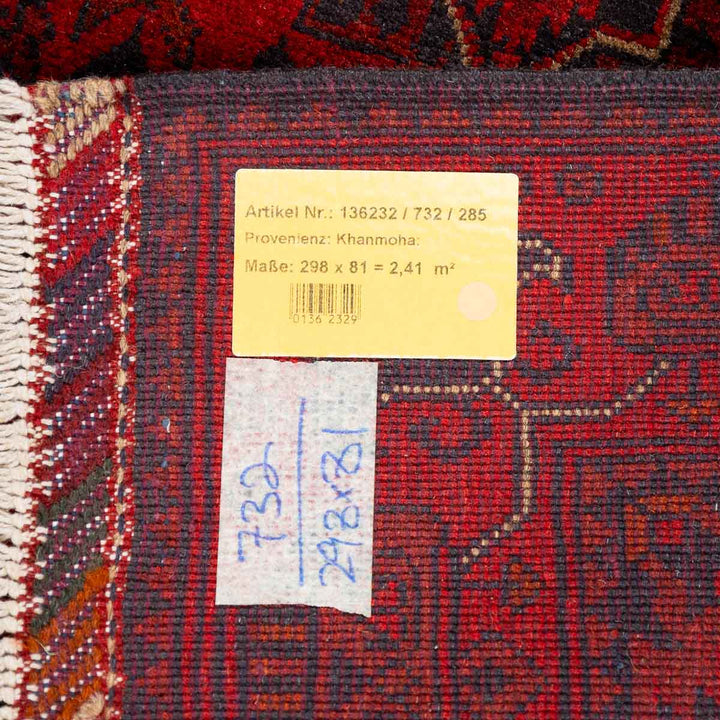 Artikel Nr.: 136232 / 732 / 285
Provenienz: Khanmoha:
Maße: 298 x 81 = 2,41 m²
0136 2329
732
298x81